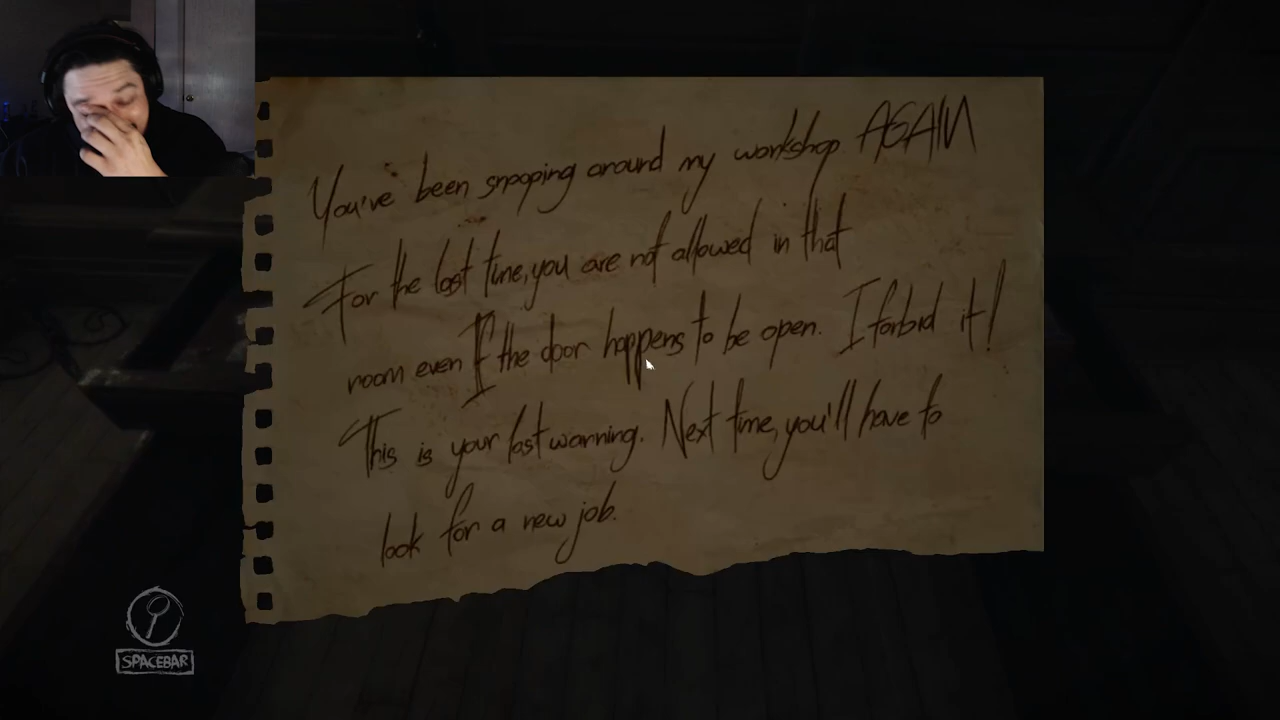 You've been snooping around my workshop AGAIN
For the last time, you are not allowed in that
room even If the door happens to be open. I forbid it!
This is your last warning. Next time, you'll have to
look for a new job.
SPACEBAR